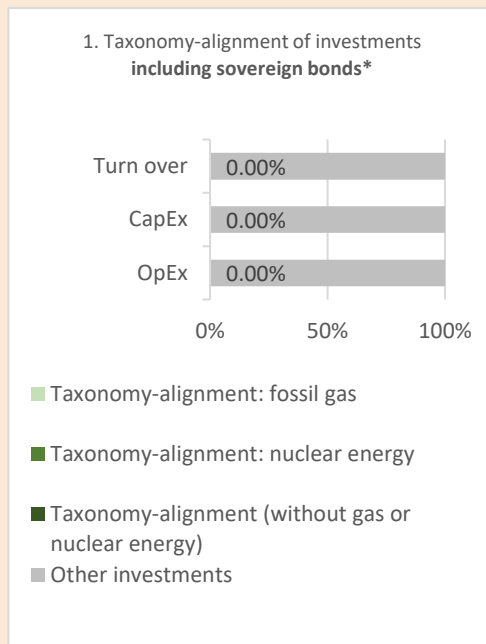 1. Taxonomy-alignment of investments
including sovereign bonds*
Turn over
0.00%
CapEx
0.00%
OpEx
0.00%
0%
50%
100%
Taxonomy-alignment: fossil gas
Taxonomy-alignment: nuclear energy
Taxonomy-alignment (without gas or
nuclear energy)
Other investments